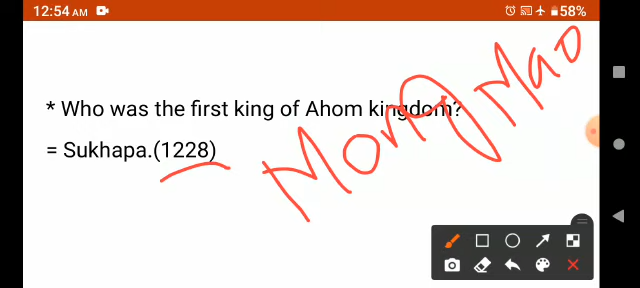 12:54 AM 58%
* Who was the first king of Ahom kingdom?
= Sukhapa.(1228)
Mong Mao